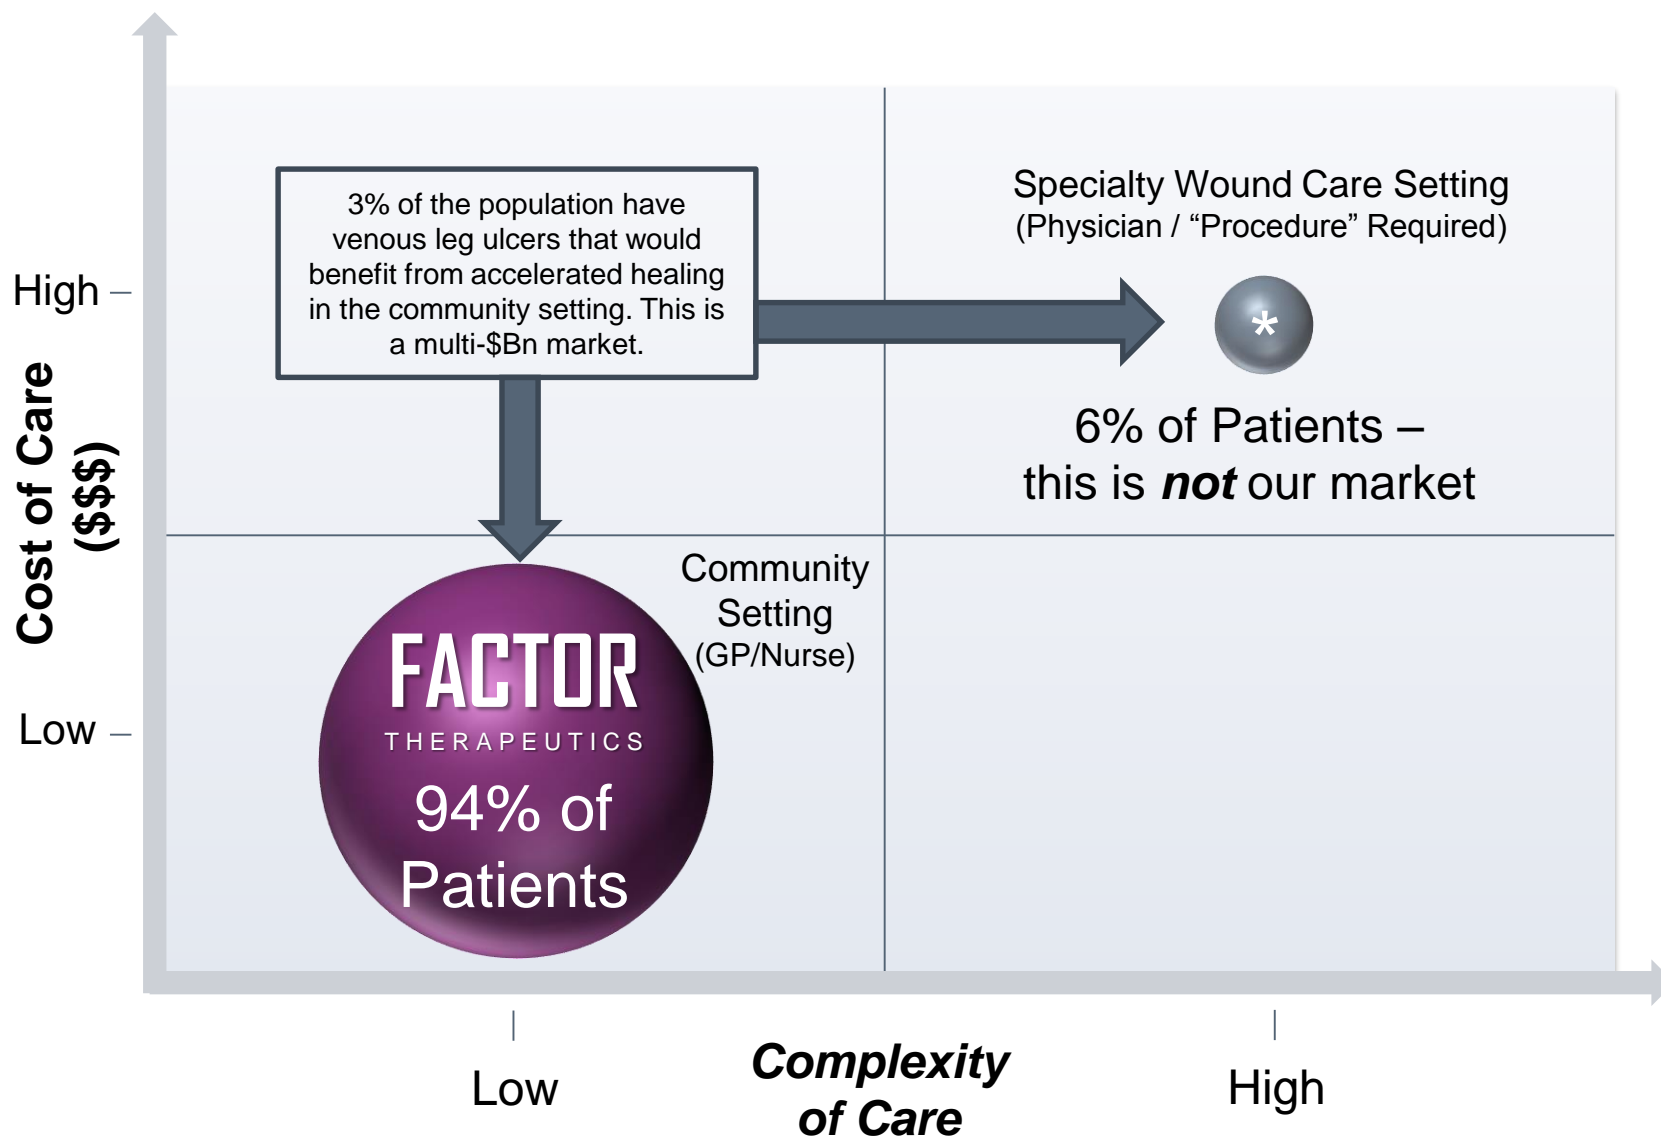 3% of the population have
venous leg ulcers that would
benefit from accelerated healing
in the community setting. This is
a multi-$Bn market.
Specialty Wound Care Setting
(Physician / “Procedure” Required)
*
6% of Patients –
this is not our market
High
Cost of Care
($$$)
Low
Community
Setting
(GP/Nurse)
FACTOR
THERAPEUTICS
94% of
Patients
Low
Complexity
of Care
High